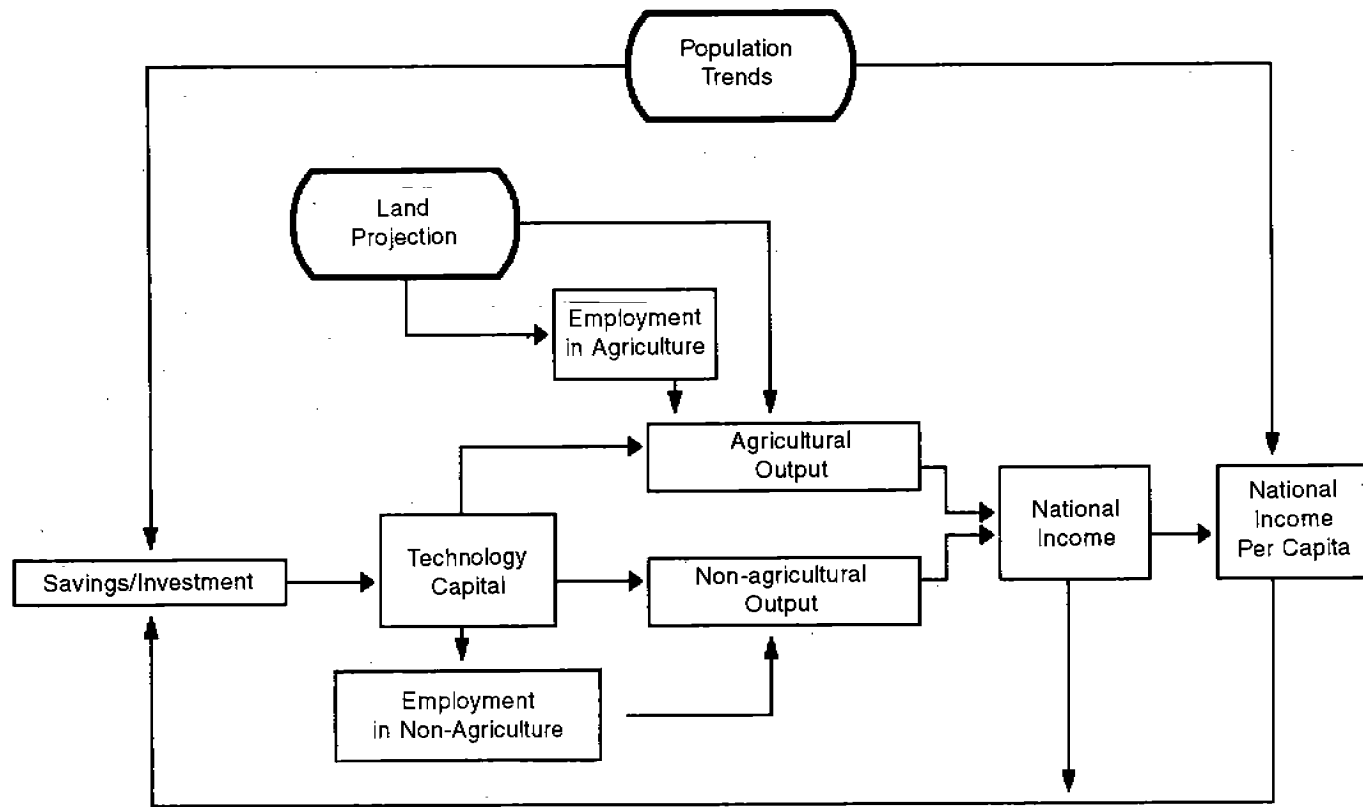 Population
Trends
Land
Projection
Employment
in Agriculture
Agricultural
Output
National
Income
National
Income
Per Capita
Technology
Capital
Savings/Investment
Non-agricultural
Output
Employment
in Non-Agriculture